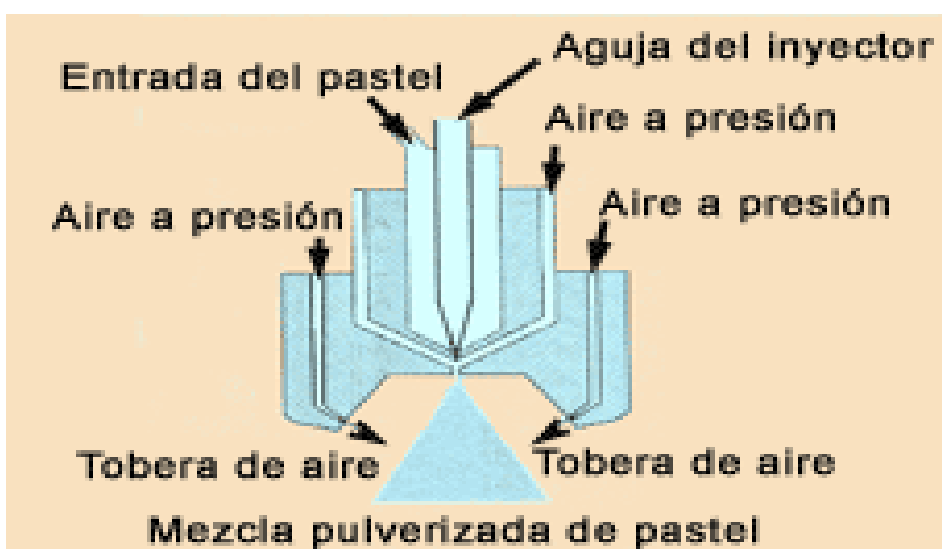 Aguja del inyector
Entrada del pastel
Aire a presión
Aire a presión
Aire a presión
Tobera de aire
Tobera de aire
Mezcla pulverizada de pastel